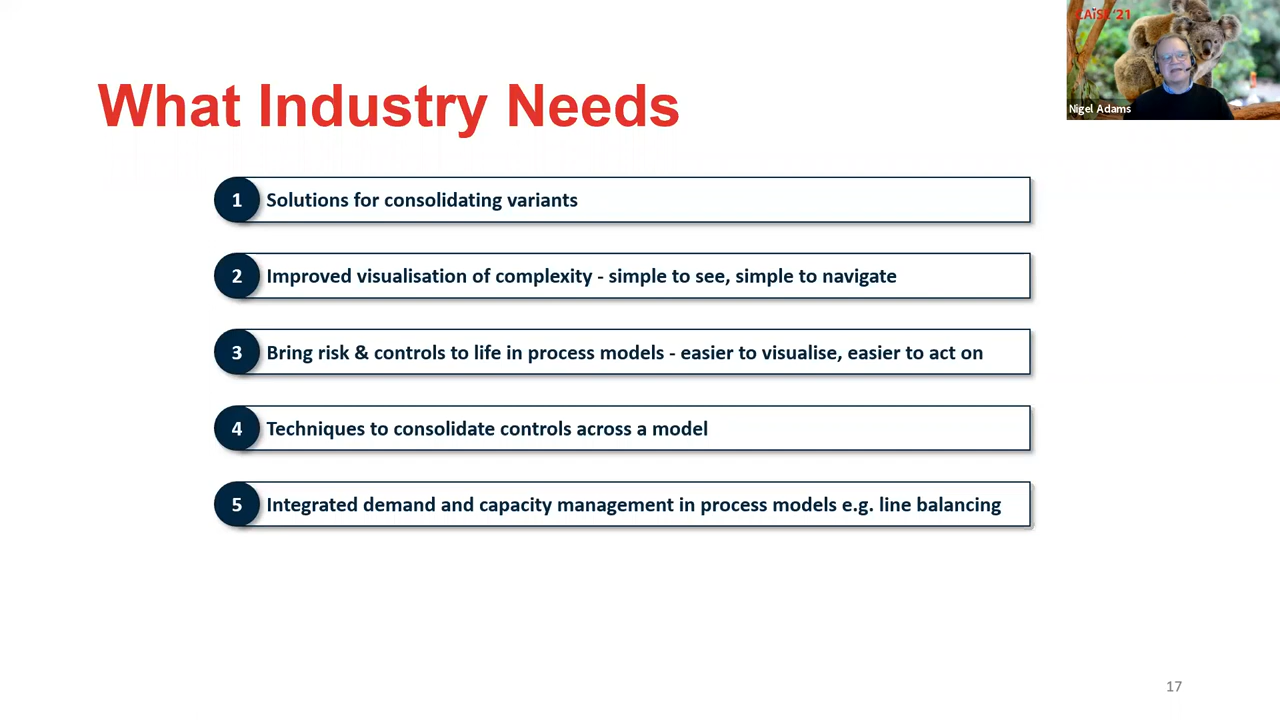 CAiSE '21
Nigel Adams
What Industry Needs
1 Solutions for consolidating variants
2 Improved visualisation of complexity - simple to see, simple to navigate
3 Bring risk & controls to life in process models - easier to visualise, easier to act on
4 Techniques to consolidate controls across a model
5 Integrated demand and capacity management in process models e.g. line balancing
17